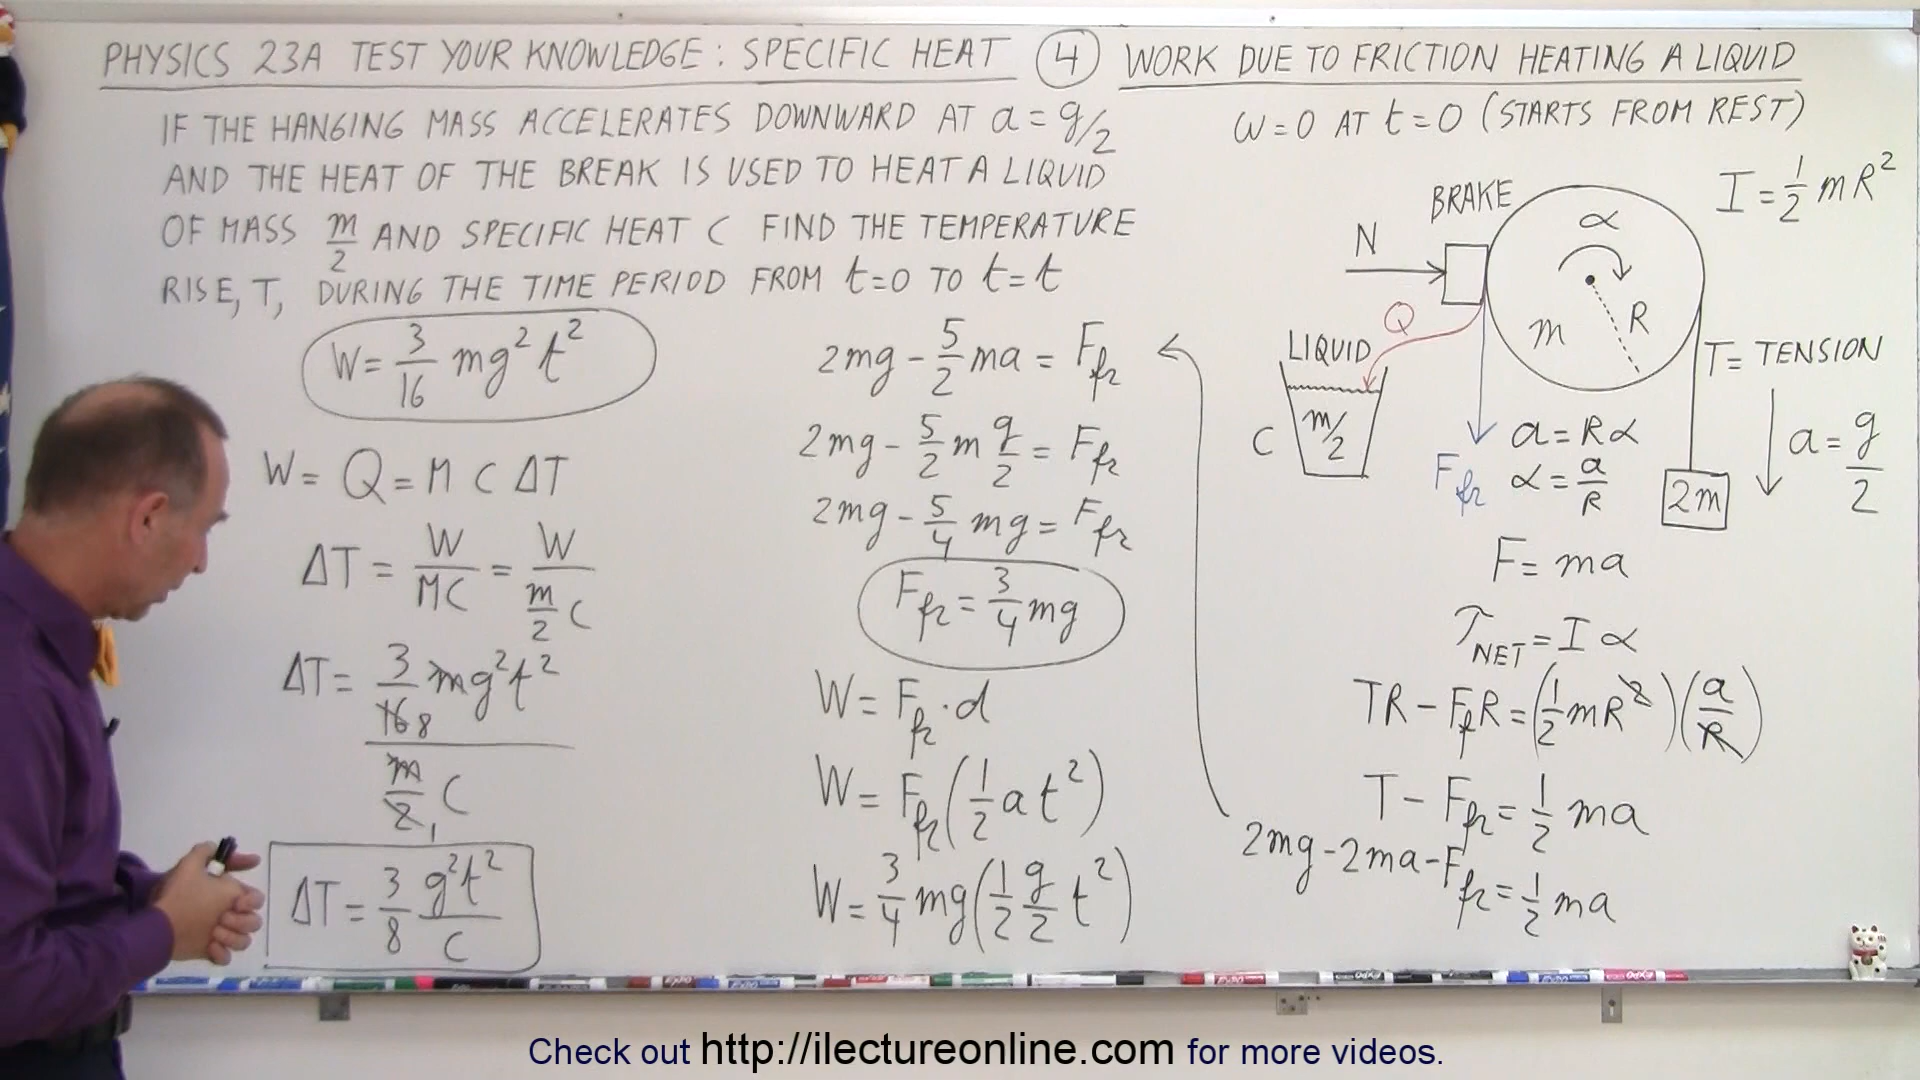 PHYSICS 23A TEST YOUR KNOWLEDGE: SPECIFIC HEAT ④ WORK DUE TO FRICTION HEATING A LIQUID
IF THE HANGING MASS ACCELERATES DOWNWARD AT a = g/2
AND THE HEAT OF THE BREAK IS USED TO HEAT A LIQUID
OF MASS m/2 AND SPECIFIC HEAT C FIND THE TEMPERATURE
RISE, T, DURING THE TIME PERIOD FROM t=0 TO t=t
W = 3/16 mg²t²
W = Q = M C ΔT
ΔT = W/MC = W/(m/2 C)
ΔT = (3/16 8 mg²t²)/(m/2 1 C)
ΔT = 3/8 g²t²/C
2mg - 5/2 ma = Ffr
2mg - 5/2 m g/2 = Ffr
2mg - 5/4 mg = Ffr
Ffr = 3/4 mg
W = Ffr · d
W = Ffr (1/2 a t²)
W = 3/4 mg (1/2 g/2 t²)
ω=0 AT t=0 (STARTS FROM REST)
I = 1/2 mR²
BRAKE
N
α
R
m
Q
LIQUID
m/2
C
T = TENSION
Ffr
a = Rα
α = a/R
2m
a = g/2
F = ma
τNET = I α
TR - FfR = (1/2 mR²)(a/R)
T - Ffr = 1/2 ma
2mg - 2ma - Ffr = 1/2 ma
Check out http://ilectureonline.com for more videos.